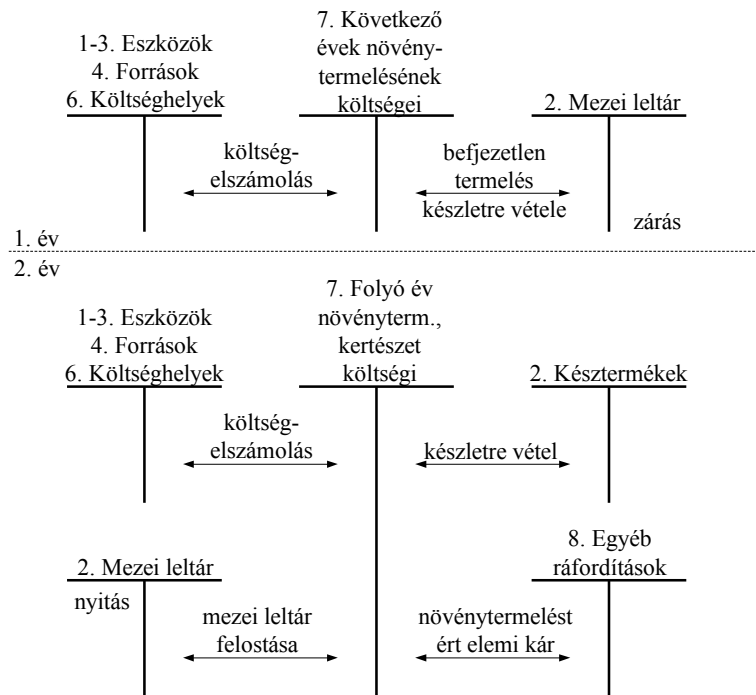 1-3. Eszközök
4. Források
6. Költséghelyek
7. Következő
évek növény-
termelésének
költségei
2. Mezei leltár
költség-
elszámolás
befjezetlen
termelés
készletre vétele
zárás
1. év
2. év
1-3. Eszközök
4. Források
6. Költséghelyek
7. Folyó év
növényterm.,
kertészet
költségi
2. Késztermékek
költség-
elszámolás
készletre vétel
2. Mezei leltár
nyitás
8. Egyéb
ráfordítások
mezei leltár
felostása
növénytermelést
ért elemi kár